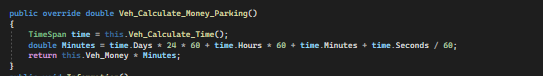 public override double Veh_Calculate_Money_Parking()
{
TimeSpan time = this.Veh_Calculate_Time();
double Minutes = time.Days * 24 * 60 + time.Hours * 60 + time.Minutes + time.Seconds / 60;
return this.Veh_Money * Minutes;
}